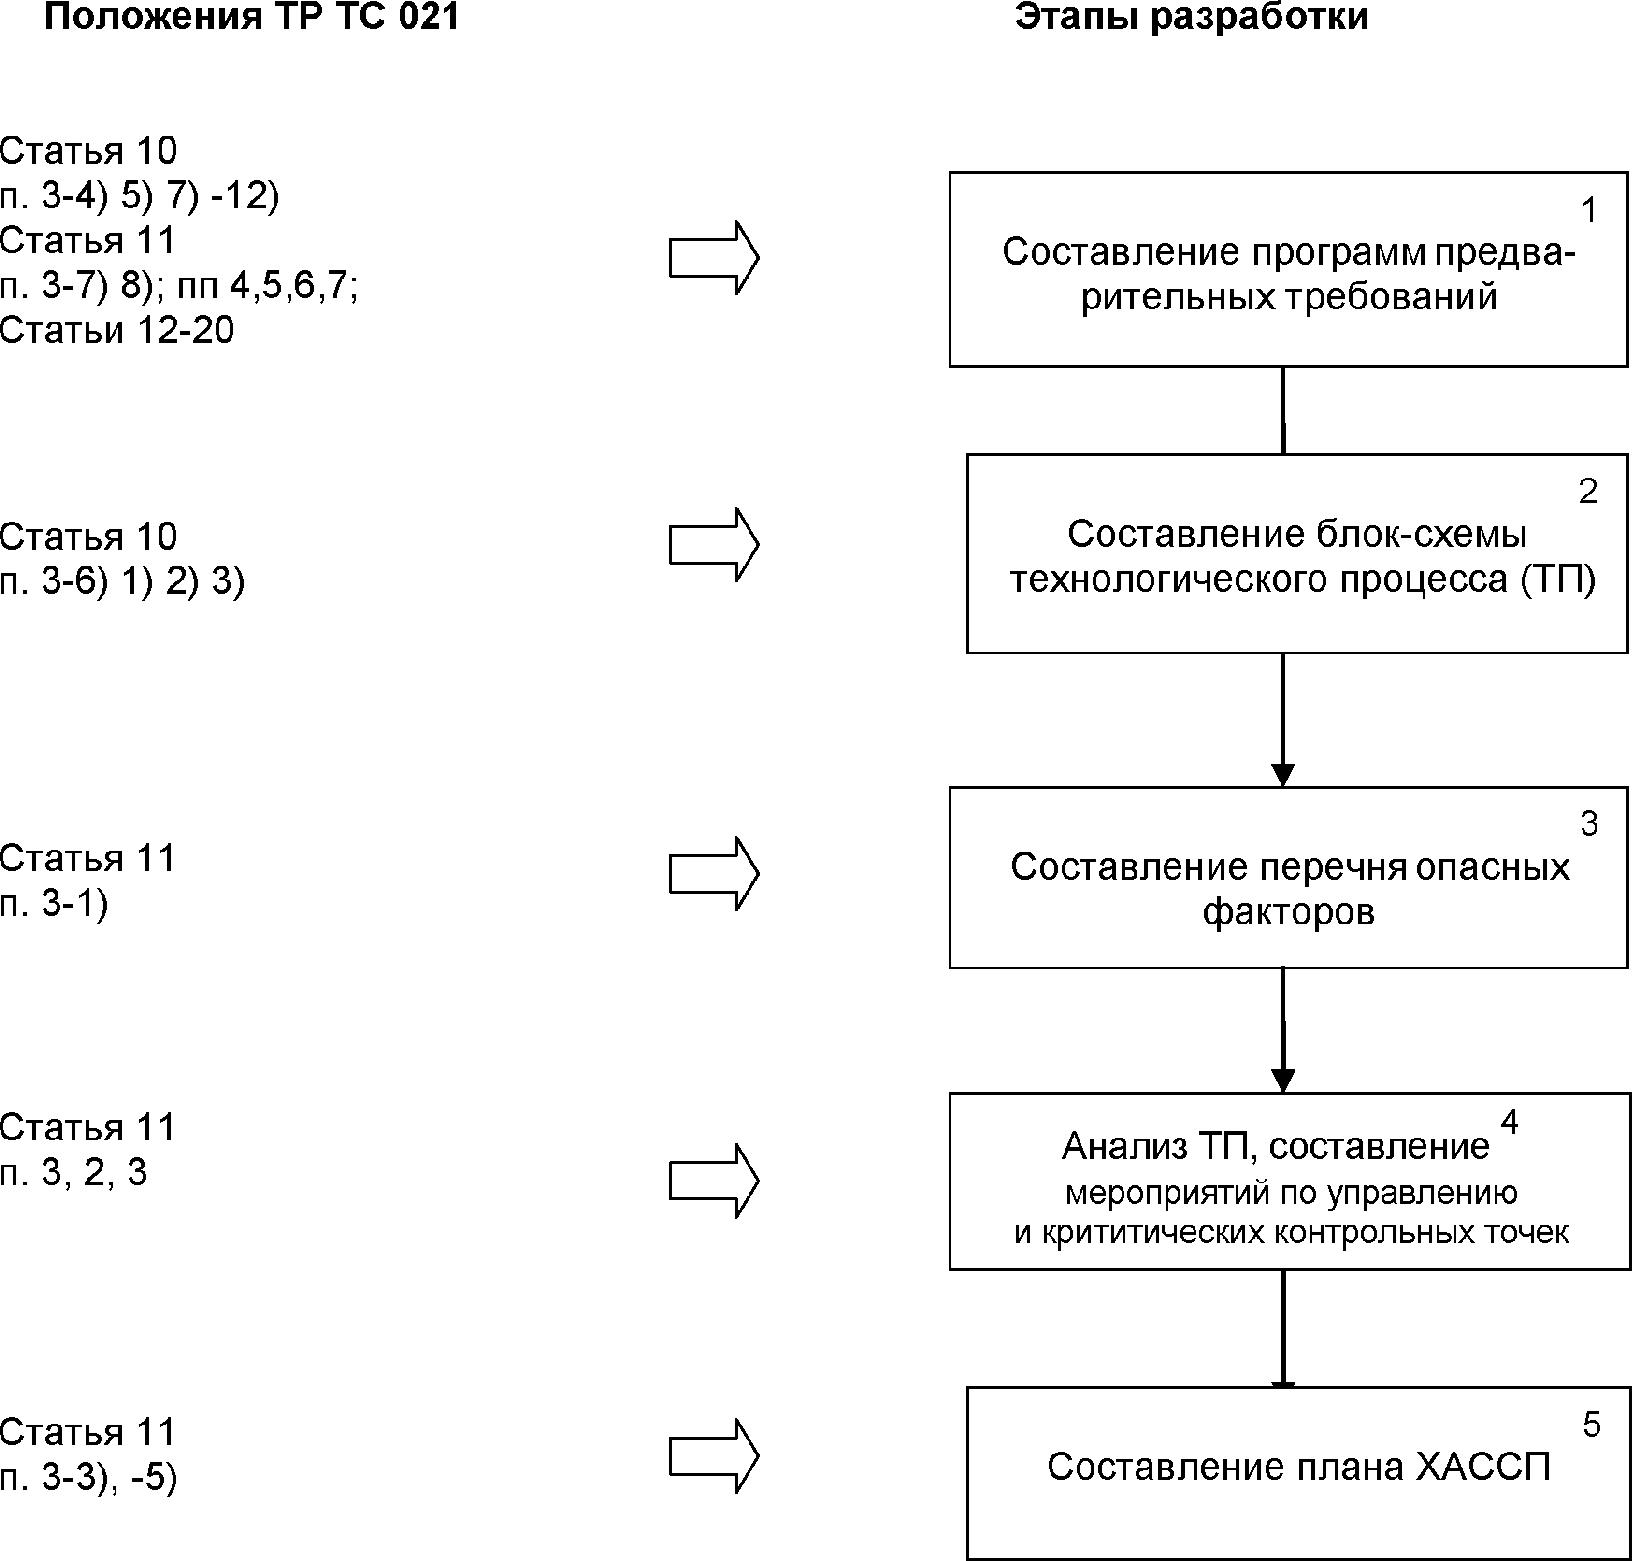 Положения ТР ТС 021
Этапы разработки
Статья 10
п. 3-4) 5) 7) -12)
Статья 11
п. 3-7) 8); пп 4,5,6,7;
Статьи 12-20
1
Составление программ предва-
рительных требований
Статья 10
п. 3-6) 1) 2) 3)
2
Составление блок-схемы
технологического процесса (ТП)
Статья 11
п. 3-1)
3
Составление перечня опасных
факторов
Статья 11
п. 3, 2, 3
4
Анализ ТП, составление
мероприятий по управлению
и крититических контрольных точек
Статья 11
п. 3-3), -5)
5
Составление плана ХАССП